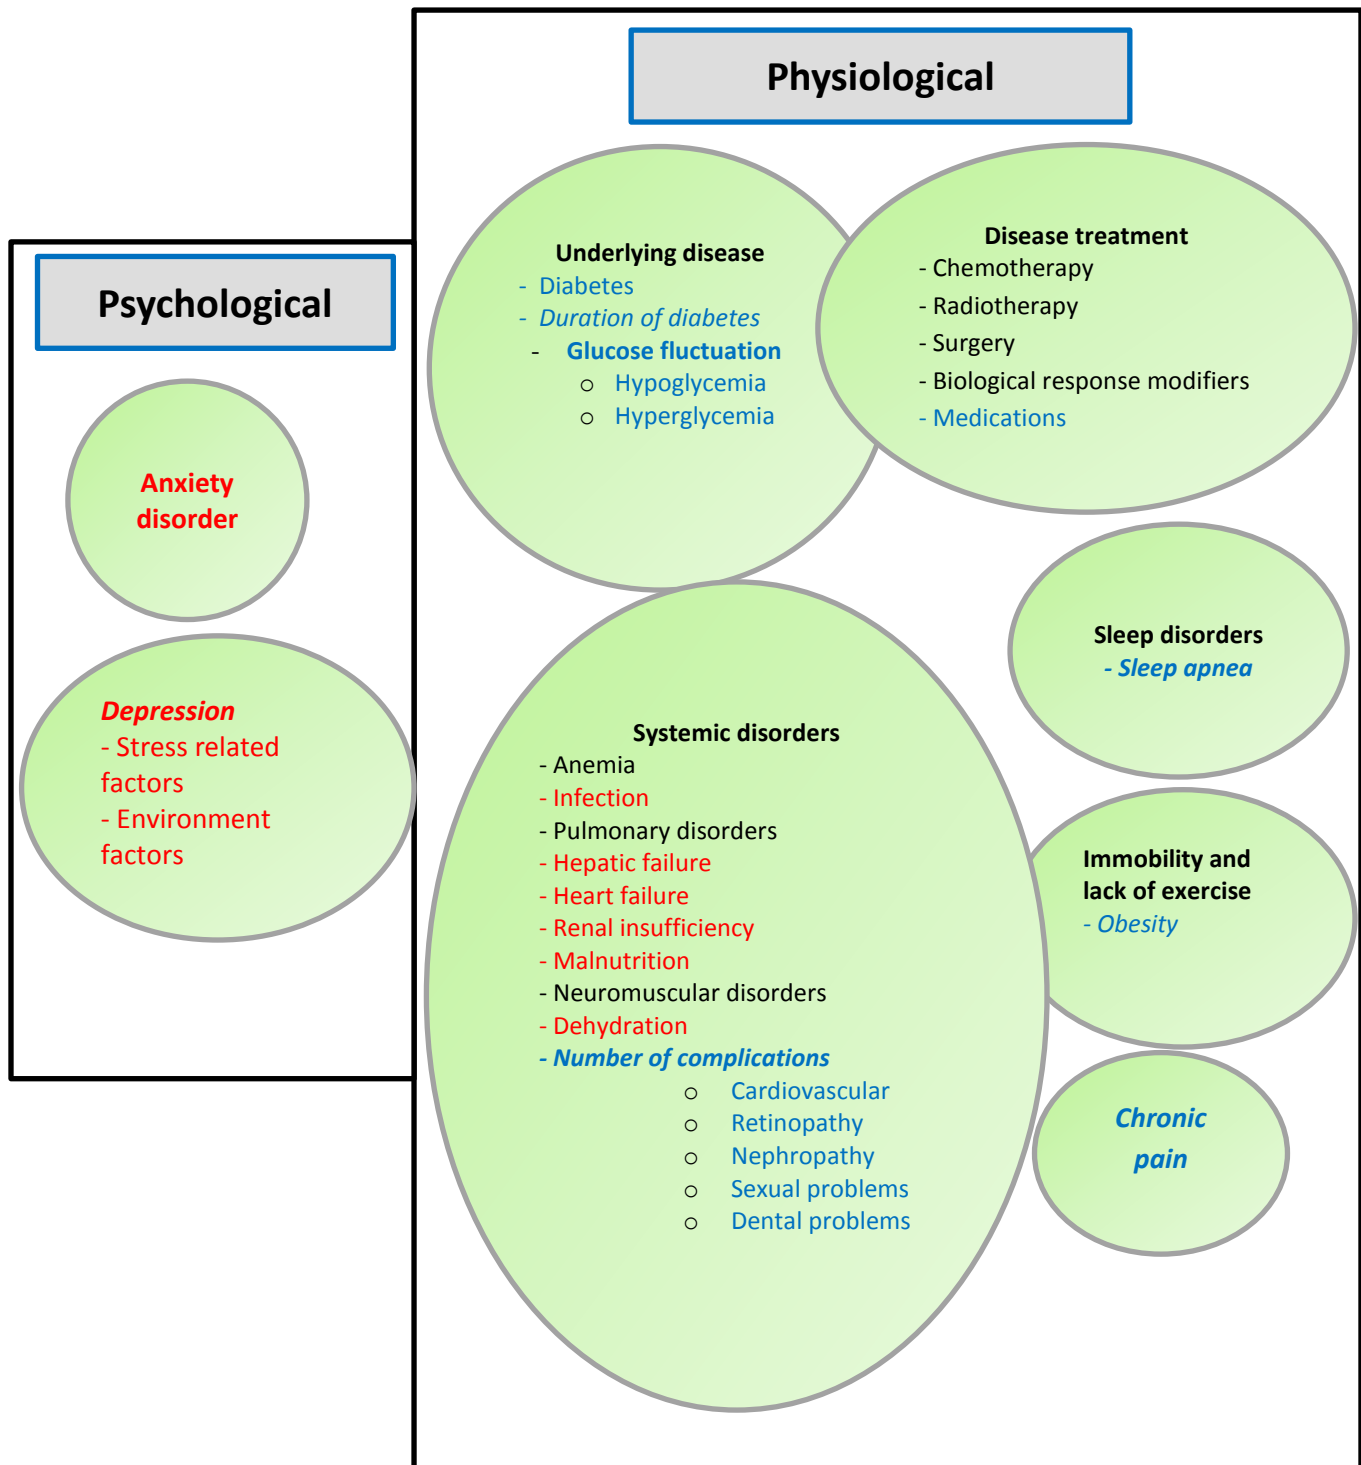 Physiological
Psychological
Underlying disease
- Diabetes
- Duration of diabetes
- Glucose fluctuation
o Hypoglycemia
o Hyperglycemia
Disease treatment
- Chemotherapy
- Radiotherapy
- Surgery
- Biological response modifiers
- Medications
Anxiety
disorder
Depression
- Stress related
factors
- Environment
factors
Sleep disorders
- Sleep apnea
Systemic disorders
- Anemia
- Infection
- Pulmonary disorders
- Hepatic failure
- Heart failure
- Renal insufficiency
- Malnutrition
- Neuromuscular disorders
- Dehydration
- Number of complications
o Cardiovascular
o Retinopathy
o Nephropathy
o Sexual problems
o Dental problems
Immobility and
lack of exercise
- Obesity
Chronic
pain